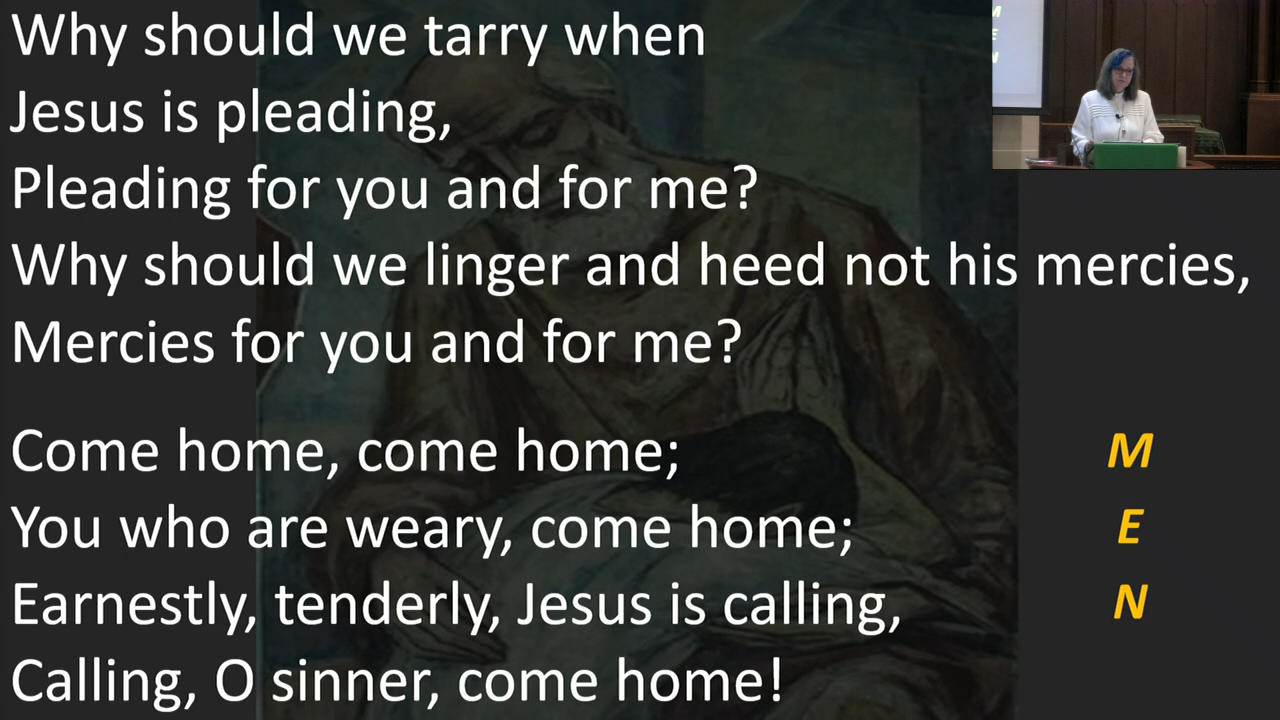 Why should we tarry when
Jesus is pleading,
Pleading for you and for me?
Why should we linger and heed not his mercies,
Mercies for you and for me?
Come home, come home;
You who are weary, come home;
Earnestly, tenderly, Jesus is calling,
Calling, O sinner, come home!
M
E
N
M
E
N